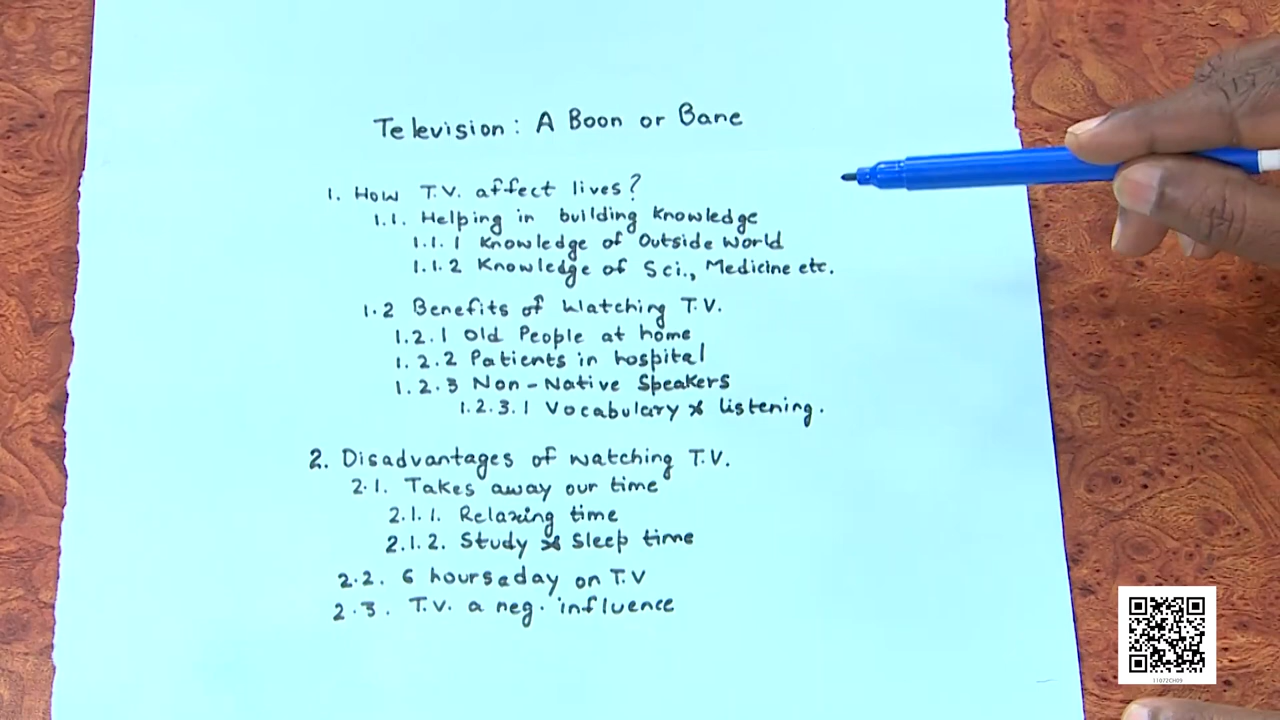 Television: A Boon or Bane
1. How T.V. affect lives?
1.1. Helping in building Knowledge
1.1.1 Knowledge of Outside World
1.1.2 Knowledge of Sci., Medicine etc.
1.2 Benefits of Watching T.V.
1.2.1 Old People at home
1.2.2 Patients in hospital
1.2.3 Non-Native Speakers
1.2.3.1 Vocabulary & listening.
2. Disadvantages of watching T.V.
2.1. Takes away our time
2.1.1. Relaxing time
2.1.2. Study & Sleep time
2.2. 6 hours a day on T.V
2.3. T.V. a neg. influence
11072CH09